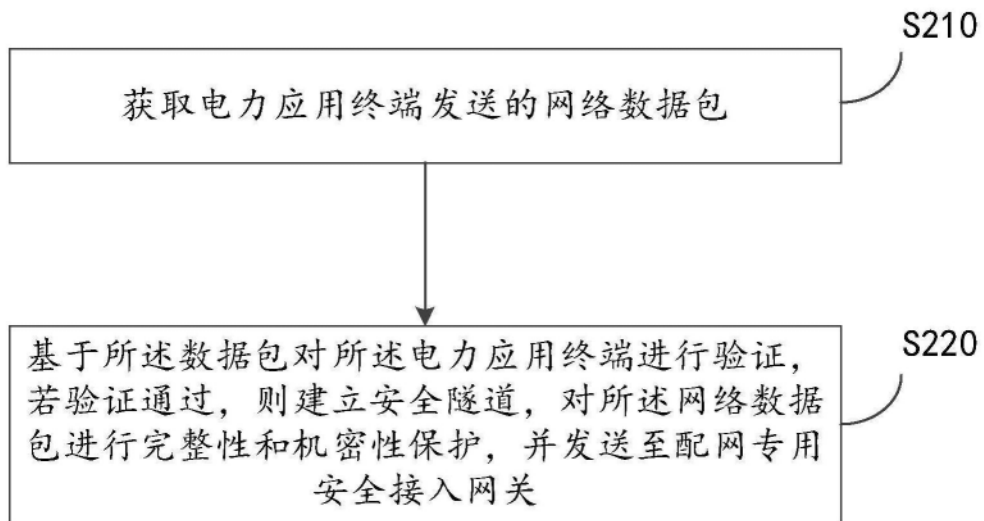 S210
获取电力应用终端发送的网络数据包
S220
基于所述数据包对所述电力应用终端进行验证,
若验证通过,则建立安全隧道,对所述网络数据
包进行完整性和机密性保护,并发送至配网专用
安全接入网关